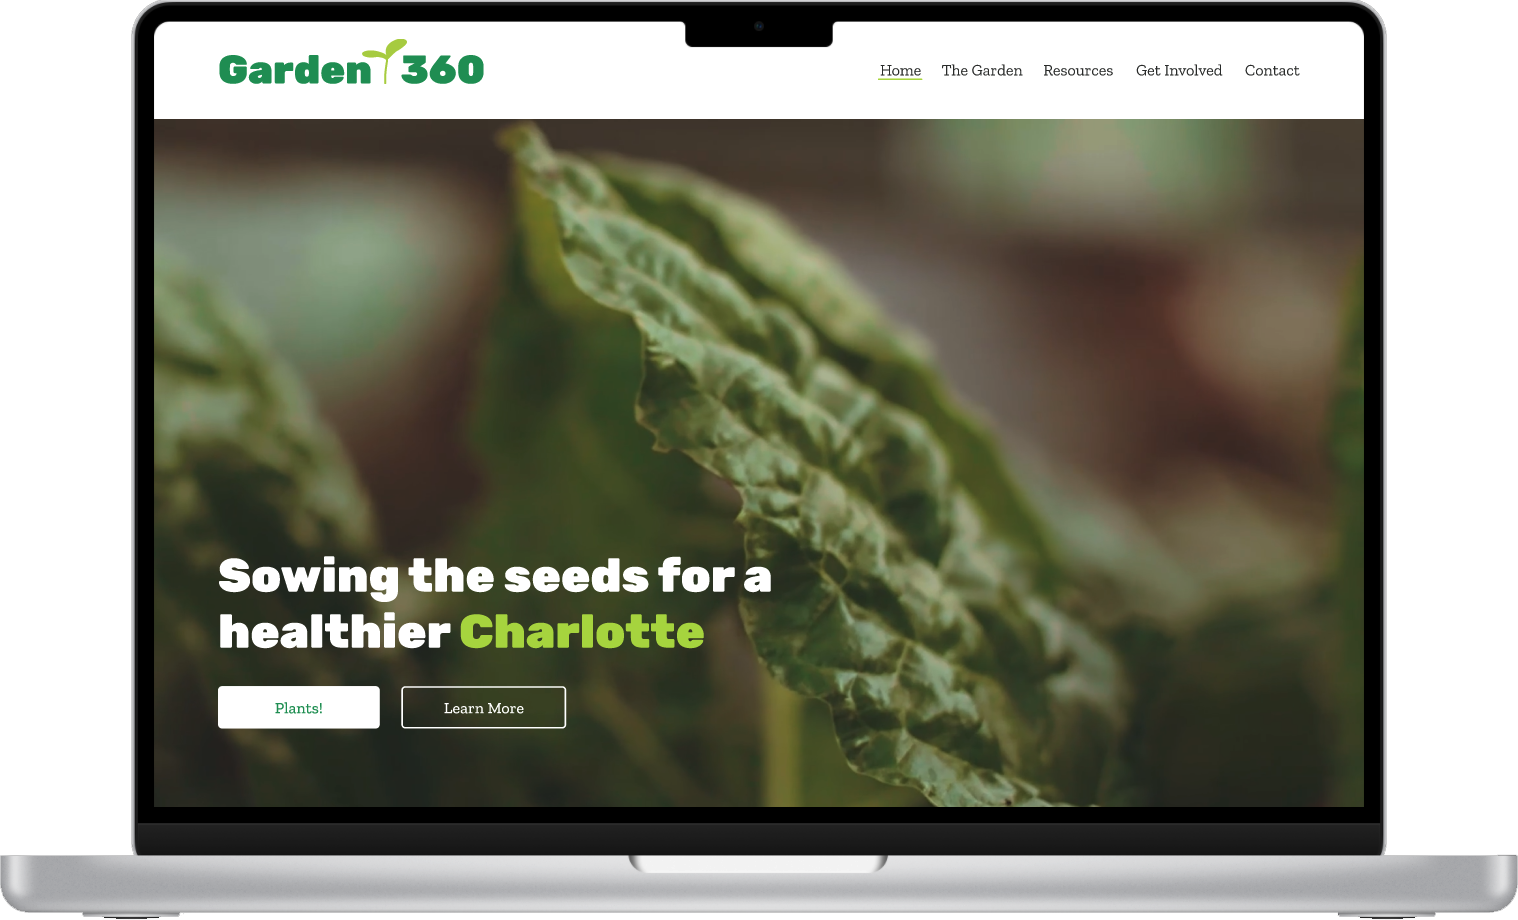 Garden 360
Home The Garden Resources Get Involved Contact
Sowing the seeds for a
healthier Charlotte
Plants! Learn More